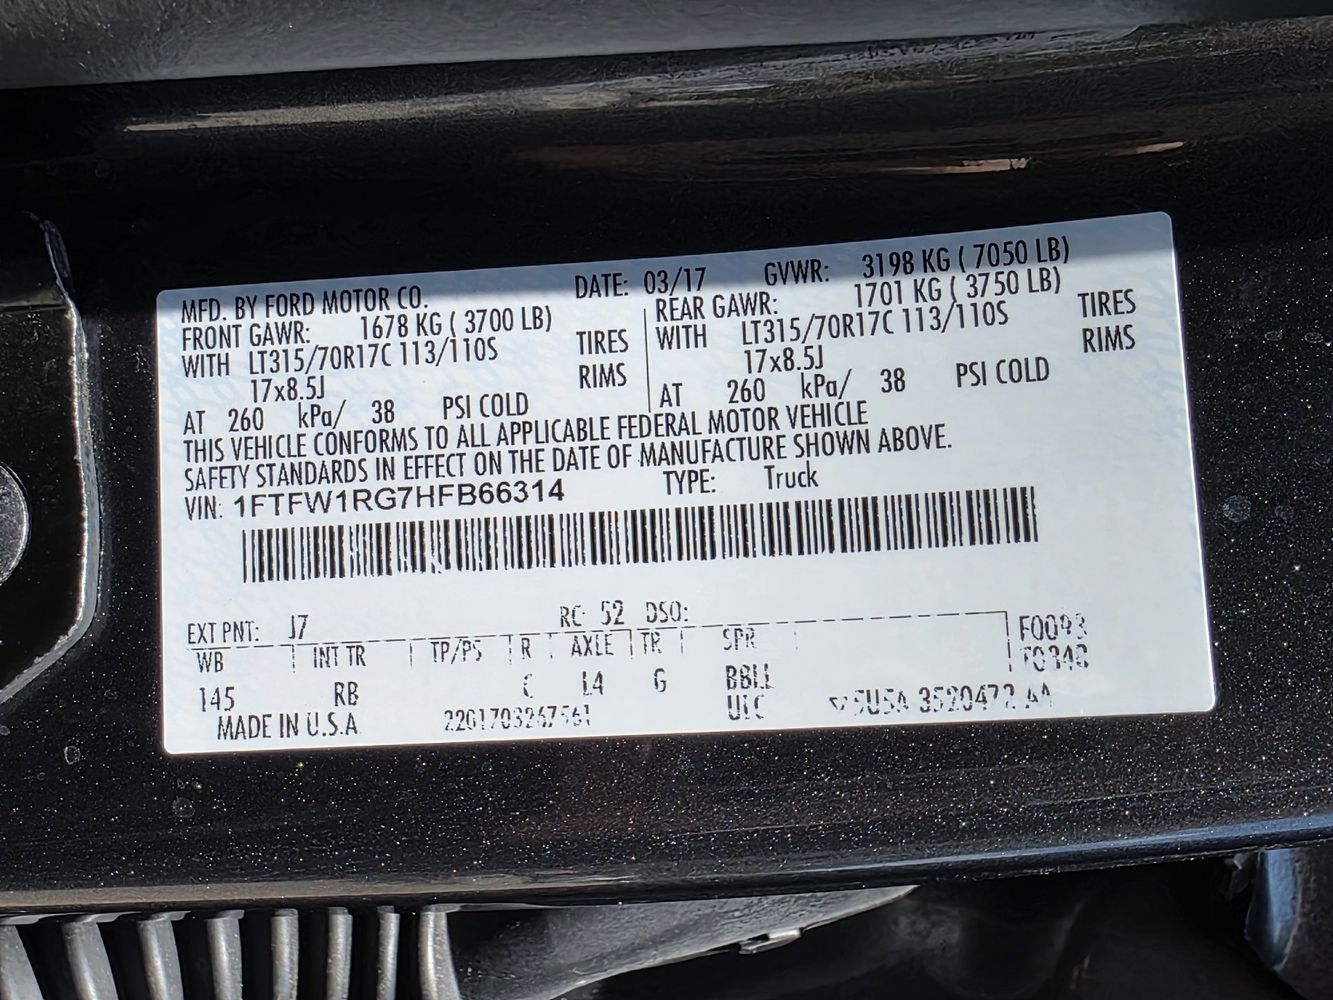 MFD. BY FORD MOTOR CO. DATE: 03/17 GVWR: 3198 KG ( 7050 LB)
FRONT GAWR: 1678 KG ( 3700 LB) REAR GAWR: 1701 KG ( 3750 LB)
WITH LT315/70R17C 113/110S TIRES WITH LT315/70R17C 113/110S TIRES
17x8.5J RIMS 17x8.5J RIMS
AT 260 kPa/ 38 PSI COLD AT 260 kPa/ 38 PSI COLD
THIS VEHICLE CONFORMS TO ALL APPLICABLE FEDERAL MOTOR VEHICLE
SAFETY STANDARDS IN EFFECT ON THE DATE OF MANUFACTURE SHOWN ABOVE.
VIN: 1FTFW1RG7HFB66314 TYPE: Truck
EXT PNT: J7 RC: 52 DSO:
WB INT TR TP/PS R AXLE TR SPR F0093
145 RB L4 G
MADE IN U.S.A